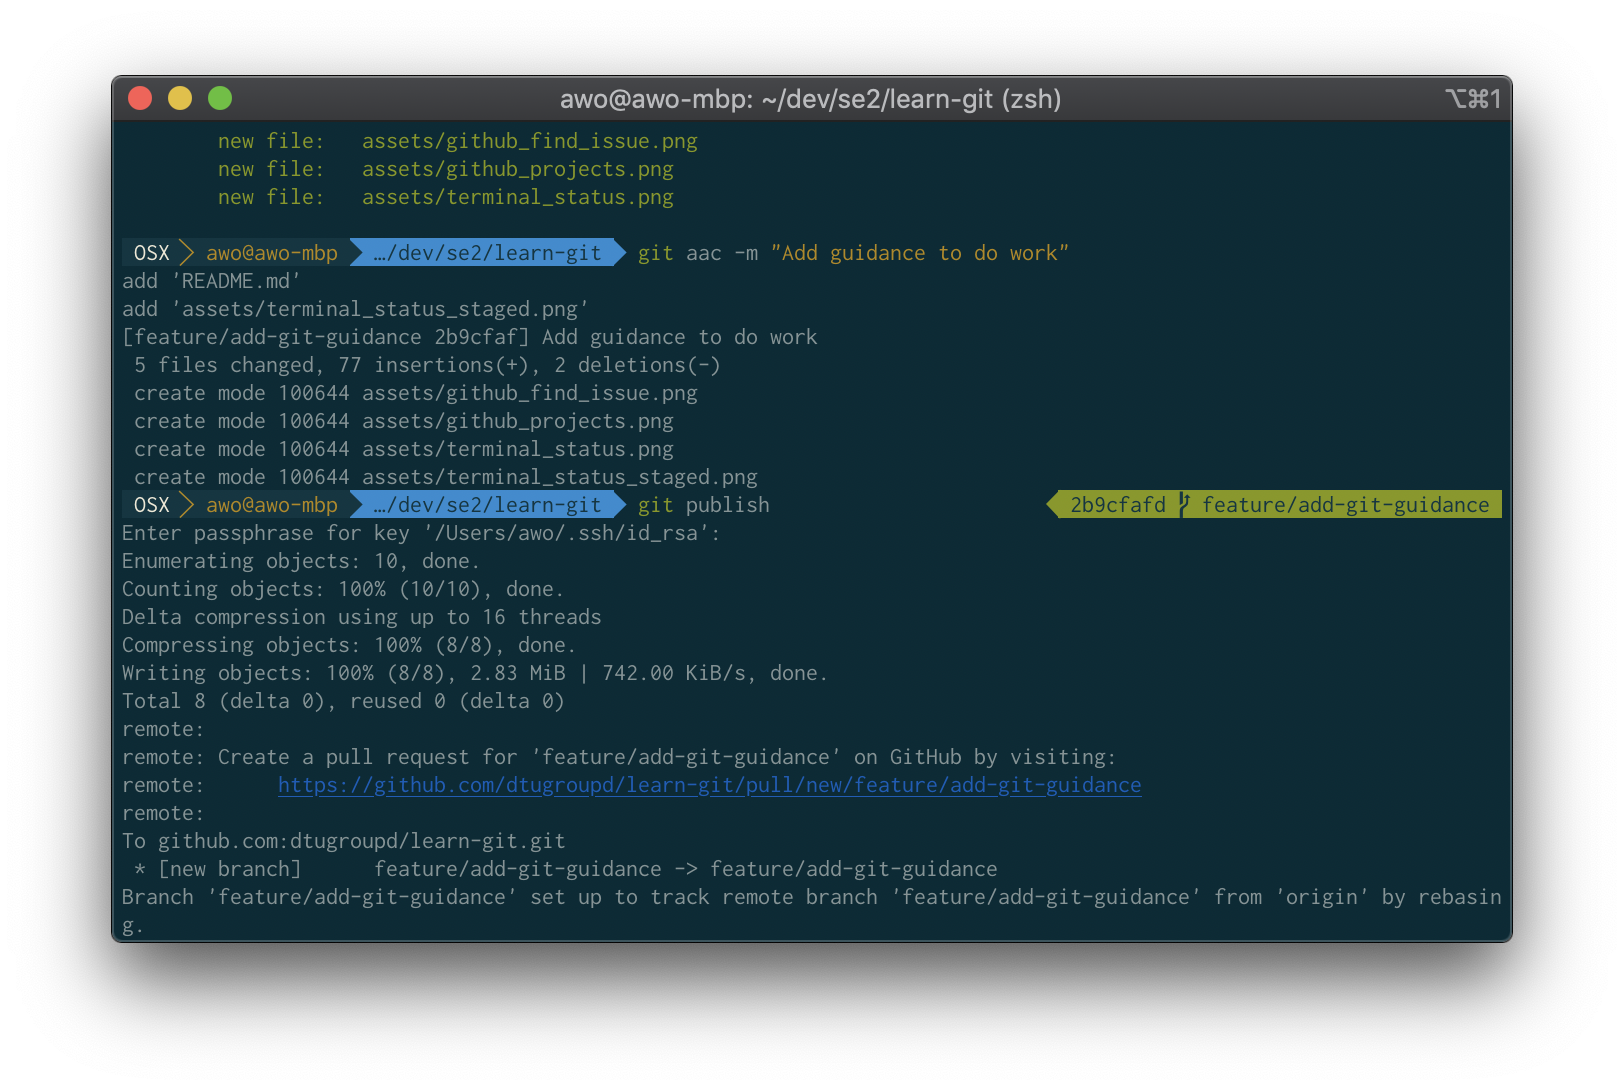 awo@awo-mbp: ~/dev/se2/learn-git (zsh) ⌥⌘1
new file: assets/github_find_issue.png
new file: assets/github_projects.png
new file: assets/terminal_status.png
OSX awo@awo-mbp …/dev/se2/learn-git git aac -m "Add guidance to do work"
add 'README.md'
add 'assets/terminal_status_staged.png'
[feature/add-git-guidance 2b9cfaf] Add guidance to do work
5 files changed, 77 insertions(+), 2 deletions(-)
create mode 100644 assets/github_find_issue.png
create mode 100644 assets/github_projects.png
create mode 100644 assets/terminal_status.png
create mode 100644 assets/terminal_status_staged.png
OSX awo@awo-mbp …/dev/se2/learn-git git publish 2b9cfafd feature/add-git-guidance
Enter passphrase for key '/Users/awo/.ssh/id_rsa':
Enumerating objects: 10, done.
Counting objects: 100% (10/10), done.
Delta compression using up to 16 threads
Compressing objects: 100% (8/8), done.
Writing objects: 100% (8/8), 2.83 MiB | 742.00 KiB/s, done.
Total 8 (delta 0), reused 0 (delta 0)
remote:
remote: Create a pull request for 'feature/add-git-guidance' on GitHub by visiting:
remote: https://github.com/dtugroupd/learn-git/pull/new/feature/add-git-guidance
remote:
To github.com:dtugroupd/learn-git.git
* [new branch] feature/add-git-guidance -> feature/add-git-guidance
Branch 'feature/add-git-guidance' set up to track remote branch 'feature/add-git-guidance' from 'origin' by rebasin
g.